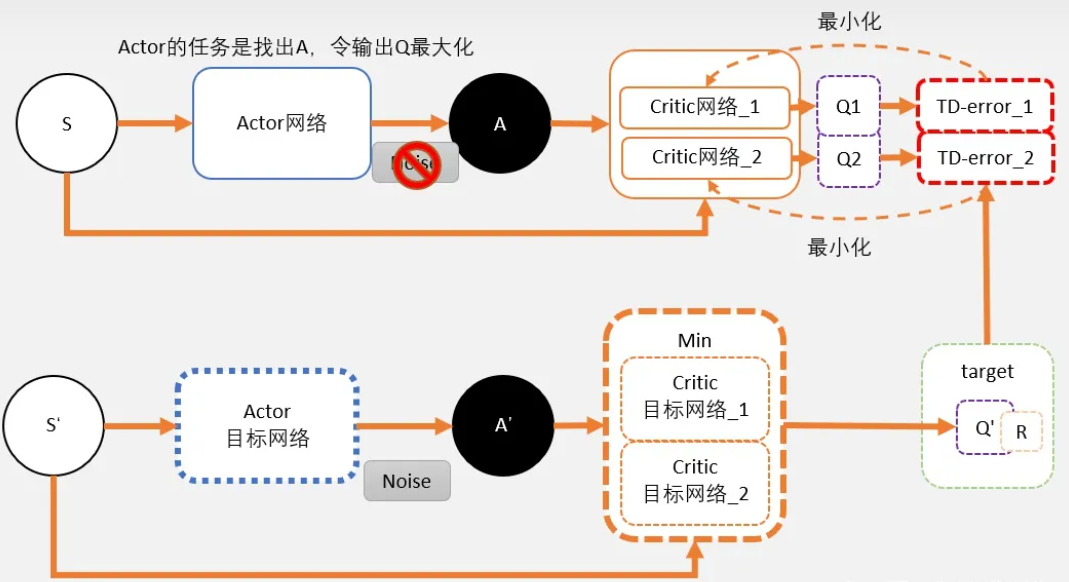 最小化
Actor的任务是找出A，令输出Q最大化
S
Actor网络
A
Noise
Critic网络_1
Critic网络_2
Q1
Q2
TD-error_1
TD-error_2
最小化
Min
S‘
Actor
目标网络
A’
Noise
Critic
目标网络_1
Critic
目标网络_2
target
Q'
R